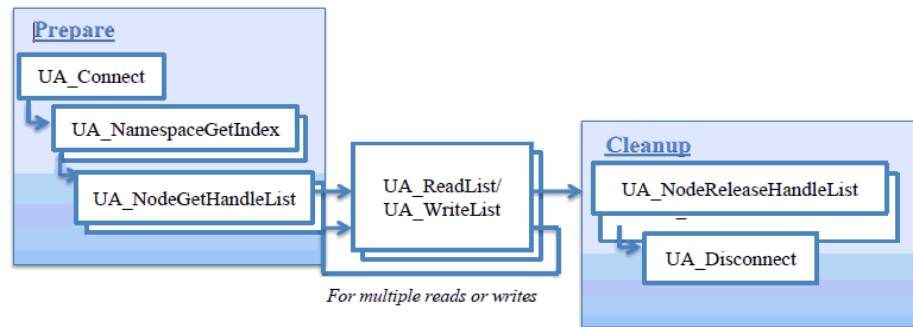 Prepare
UA_Connect
UA_NamespaceGetIndex
UA_NodeGetHandleList
UA_ReadList/
UA_WriteList
For multiple reads or writes
Cleanup
UA_NodeReleaseHandleList
UA_Disconnect